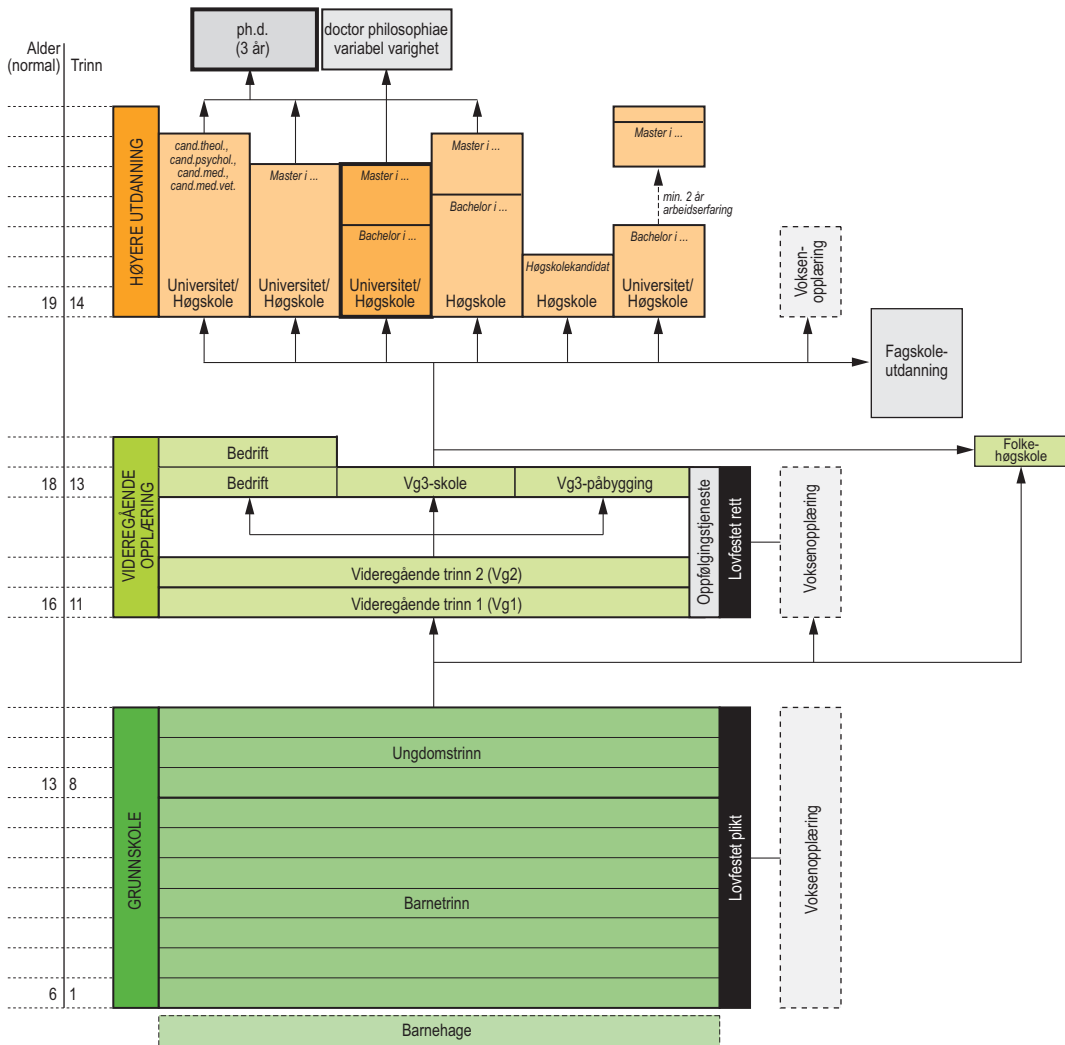 ph.d.
(3 år)
doctor philosophiae
variabel varighet
Alder
(normal)
Trinn
HØYERE UTDANNING
cand.theol.,
cand.psychol.,
cand.med.,
cand.med.vet.
Universitet/
Høgskole
Master i ...
Universitet/
Høgskole
Master i ...
Bachelor i ...
Universitet/
Høgskole
Master i ...
Bachelor i ...
Høgskole
Høgskolekandidat
Høgskole
Master i ...
min. 2 år
arbeidserfaring
Bachelor i ...
Universitet/
Høgskole
Voksen-
opplæring
19 14
Fagskole-
utdanning
VIDEREGÅENDE
OPPLÆRING
Bedrift
Folke-
høgskole
18 13
Bedrift
Vg3-skole
Vg3-påbygging
Oppfølgingstjeneste
Lovfestet rett
Voksenopplæring
Videregående trinn 2 (Vg2)
16 11
Videregående trinn 1 (Vg1)
GRUNNSKOLE
Ungdomstrinn
13 8
Lovfestet plikt
Voksenopplæring
Barnetrinn
6 1
Barnehage